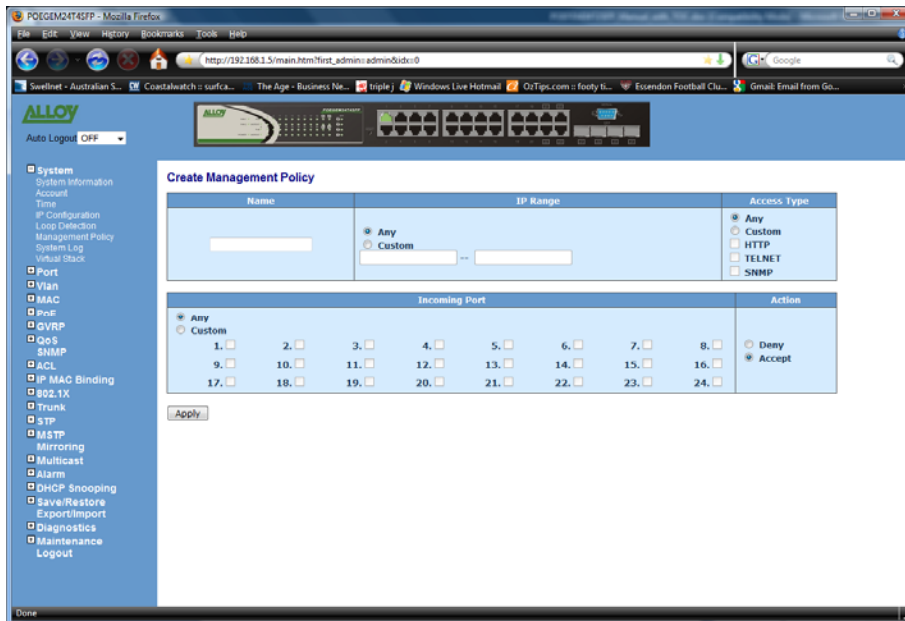 POEGEM24T4SFP - Mozilla Firefox
File Edit View History Bookmarks Tools Help
http://192.168.1.5/main.htm?first_admin=admin&idx=0
Google
Swellnet - Australian S... Coastalwatch :: surfca... The Age - Business Ne... triple j Windows Live Hotmail OzTips.com :: footy ti... Essendon Football Clu... Gmail: Email from Go...
ALLOY
Auto Logout OFF
ALLOY
System
System Information
Account
Time
IP Configuration
Loop Detection
Management Policy
System Log
Virtual Stack
Port
Vlan
MAC
PoE
GVRP
QoS
SNMP
ACL
IP MAC Binding
802.1X
Trunk
STP
MSTP
Mirroring
Multicast
Alarm
DHCP Snooping
Save/Restore
Export/Import
Diagnostics
Maintenance
Logout
Create Management Policy
Name IP Range Access Type
Any
Custom
--
Any
Custom
HTTP
TELNET
SNMP
Incoming Port Action
Any
Custom
1. 2. 3. 4. 5. 6. 7. 8.
9. 10. 11. 12. 13. 14. 15. 16.
17. 18. 19. 20. 21. 22. 23. 24.
Deny
Accept
Apply
Done